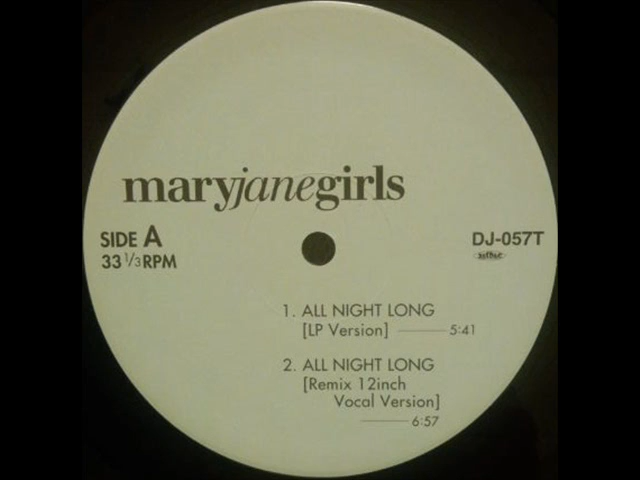 maryjanegirls
SIDE A
33 1/3 RPM
DJ-057T
1. ALL NIGHT LONG
[LP Version] 5:41
2. ALL NIGHT LONG
[Remix 12inch
Vocal Version]
6:57